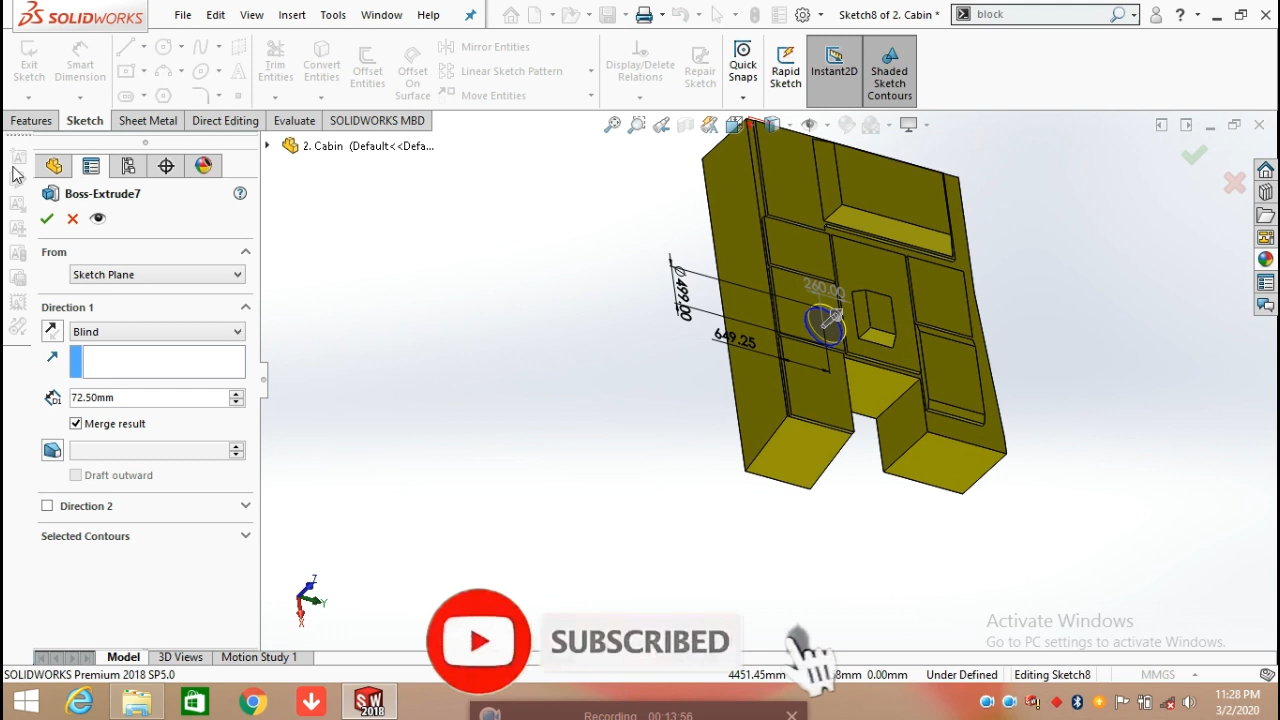 SOLIDWORKS
File
Edit
View
Insert
Tools
Window
Help
Sketch8 of 2. Cabin *
block
Exit
Sketch
Smart
Dimension
Trim
Entities
Convert
Entities
Offset
Entities
Offset
On
Surface
Mirror Entities
Linear Sketch Pattern
Move Entities
Display/Delete
Relations
Repair
Sketch
Quick
Snaps
Rapid
Sketch
Instant2D
Shaded
Sketch
Contours
Features
Sketch
Sheet Metal
Direct Editing
Evaluate
SOLIDWORKS MBD
2. Cabin (Default<<Defa...
Boss-Extrude7
From
Sketch Plane
Direction 1
Blind
72.50mm
Merge result
Draft outward
Direction 2
Selected Contours
260.00
499.00
649.25
Z
Y
X
SUBSCRIBED
Activate Windows
Go to PC settings to activate Windows.
Model
3D Views
Motion Study 1
SOLIDWORKS Premium 2018 SP5.0
4451.45mm
0.00mm
Under Defined
Editing Sketch8
MMGS
SW
2018
Recording 00:13:56
11:28 PM
3/2/2020